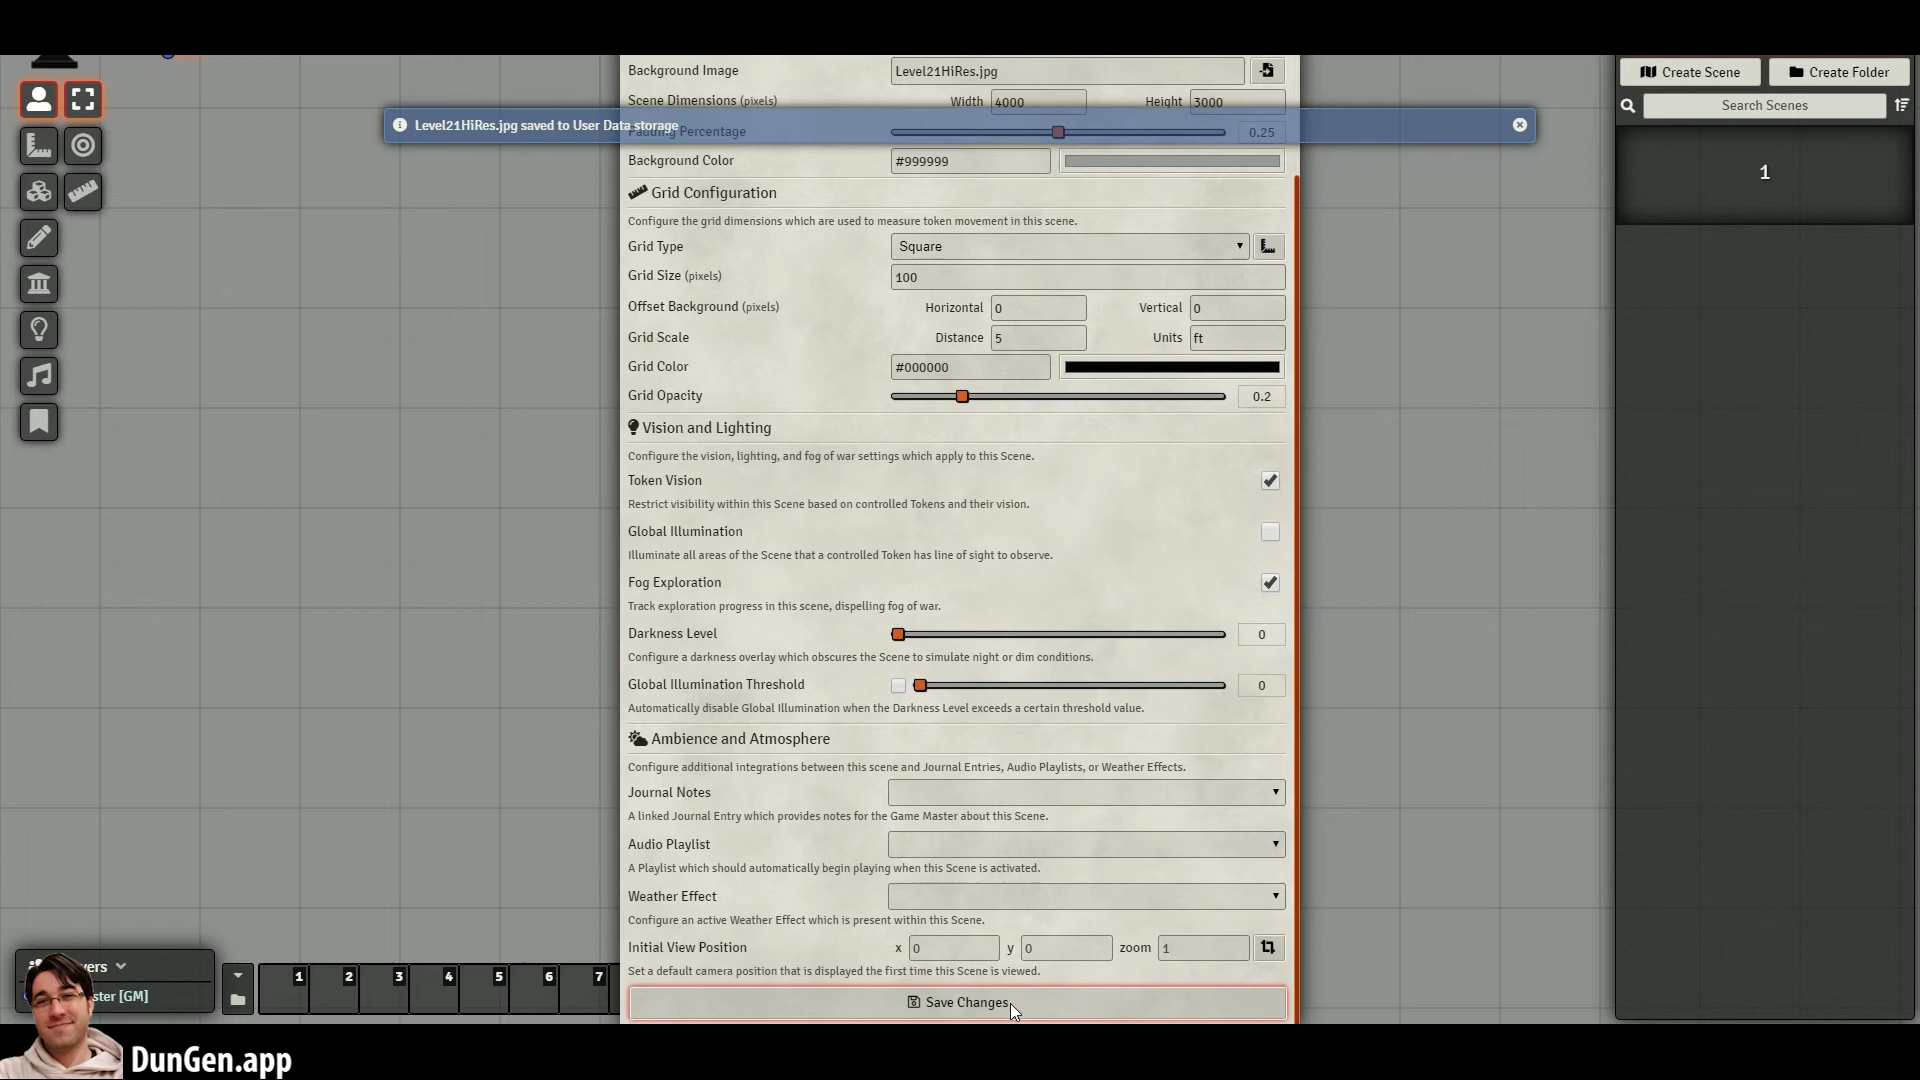 Background Image Level21HiRes.jpg
Scene Dimensions (pixels) Width 4000 Height 3000
Level21HiRes.jpg saved to User Data storage
Padding Percentage 0.25
Background Color #999999
Grid Configuration
Configure the grid dimensions which are used to measure token movement in this scene.
Grid Type Square
Grid Size (pixels) 100
Offset Background (pixels) Horizontal 0 Vertical 0
Grid Scale Distance 5 Units ft
Grid Color #000000
Grid Opacity 0.2
Vision and Lighting
Configure the vision, lighting, and fog of war settings which apply to this Scene.
Token Vision
Restrict visibility within this Scene based on controlled Tokens and their vision.
Global Illumination
Illuminate all areas of the Scene that a controlled Token has line of sight to observe.
Fog Exploration
Track exploration progress in this scene, dispelling fog of war.
Darkness Level 0
Configure a darkness overlay which obscures the Scene to simulate night or dim conditions.
Global Illumination Threshold 0
Automatically disable Global Illumination when the Darkness Level exceeds a certain threshold value.
Ambience and Atmosphere
Configure additional integrations between this scene and Journal Entries, Audio Playlists, or Weather Effects.
Journal Notes
A linked Journal Entry which provides notes for the Game Master about this Scene.
Audio Playlist
A Playlist which should automatically begin playing when this Scene is activated.
Weather Effect
Configure an active Weather Effect which is present within this Scene.
Initial View Position x 0 y 0 zoom 1
Set a default camera position that is displayed the first time this Scene is viewed.
Save Changes
Create Scene Create Folder
Search Scenes
1
yers
ster [GM]
1 2 3 4 5 6 7
DunGen.app